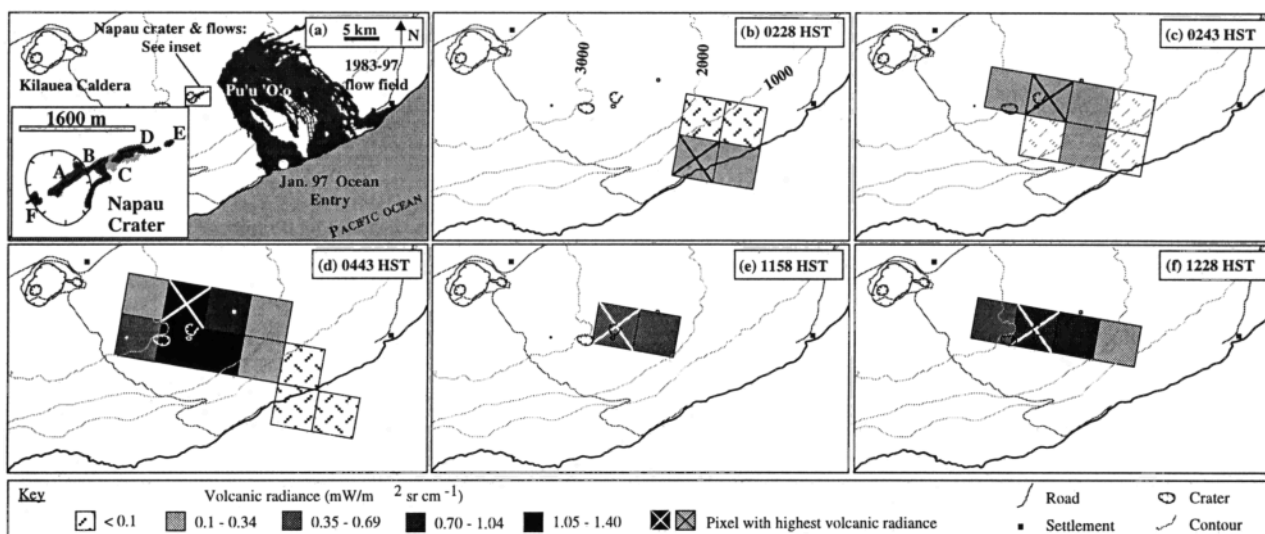 Napau crater & flows:
See inset
(a)
5 km
N
Kilauea Caldera
Pu'u 'O'o
1983-97
flow field
1600 m
A
B
C
D
E
F
Napau
Crater
Jan. 97 Ocean
Entry
PACIFIC OCEAN
(b) 0228 HST
3000
2000
1000
(c) 0243 HST
(d) 0443 HST
(e) 1158 HST
(f) 1228 HST
Key
Volcanic radiance (mW/m 2 sr cm -1)
< 0.1
0.1 - 0.34
0.35 - 0.69
0.70 - 1.04
1.05 - 1.40
Pixel with highest volcanic radiance
Road
Crater
Settlement
Contour